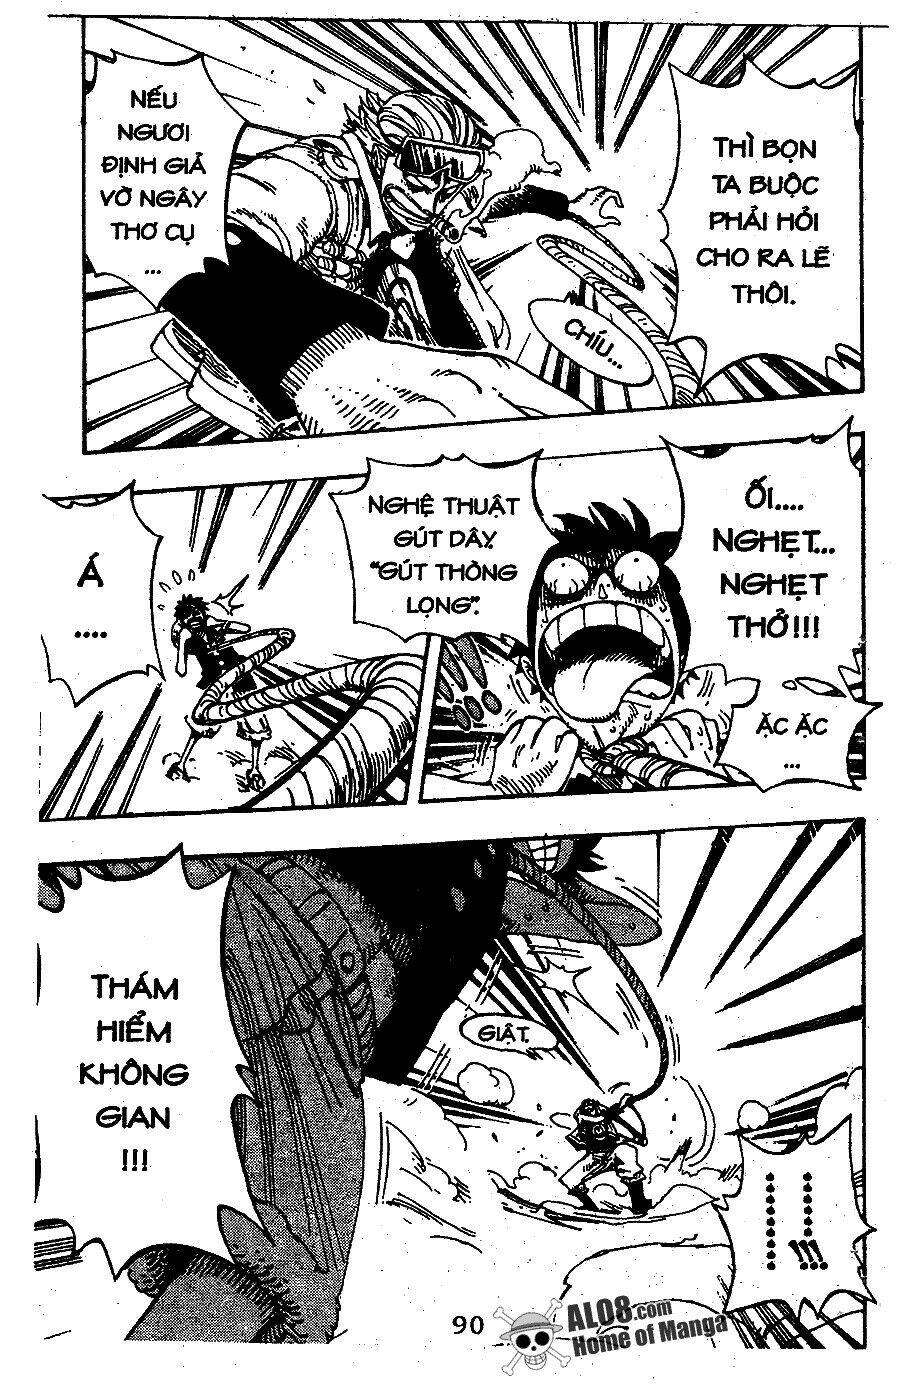 THÌ BỌN
TA BUỘC
PHẢI HỎI
CHO RA LẼ
THÔI.
NẾU
NGƯƠI
ĐỊNH GIẢ
VỜ NGÂY
THƠ CỤ
...
CHÍU...
ỐI....
NGHẸT...
NGHẸT
THỞ!!!
ẶC ẶC
...
NGHỆ THUẬT
GÚT DÂY.
"GÚT THÒNG
LỌNG".
Á
....
GIẬT.
!!!
THÁM
HIỂM
KHÔNG
GIAN
!!!
90
ALO8.com
Home of Manga